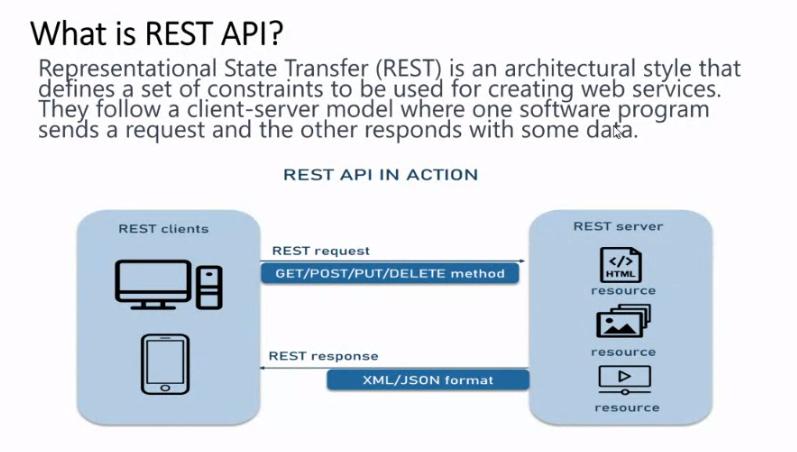 What is REST API?
Representational State Transfer (REST) is an architectural style that
defines a set of constraints to be used for creating web services.
They follow a client-server model where one software program
sends a request and the other responds with some data.
REST API IN ACTION
REST clients
REST request
GET/POST/PUT/DELETE method
REST response
XML/JSON format
REST server
</>
HTML
resource
resource
resource